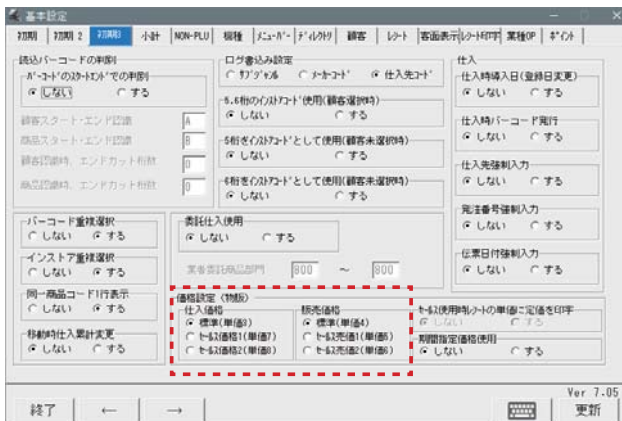 基本設定
初期1 初期 2 初期3 小計 NON-PLU 機種 ﾒﾆｭｰﾊﾞｰ ﾃﾞｨﾚｸﾄﾘ 顧客 ﾚｼｰﾄ 客面表示 ﾚｼｰﾄ印字 業種OP ﾎﾟｲﾝﾄ
読込バーコードの判別
ﾊﾞｰｺｰﾄﾞのｽﾀｰﾄｴﾝﾄﾞでの判別
しない する
顧客スタート・エンド認識 A
商品スタート・エンド認識 B
顧客認識時、エンドカット桁数 0
商品認識時、エンドカット桁数 0
バーコード重複選択
しない する
インストア重複選択
しない する
同一商品コード1行表示
しない する
移動時仕入累計変更
しない する
ログ書込み設定
ｻﾌﾞｼﾞｬﾝﾙ ﾒｰｶｰｺｰﾄﾞ 仕入先ｺｰﾄﾞ
5.6桁のｲﾝｽﾄｱｺｰﾄﾞ使用(顧客選択時)
しない する
5桁をｲﾝｽﾄｱｺｰﾄﾞとして使用(顧客未選択時)
しない する
6桁をｲﾝｽﾄｱｺｰﾄﾞとして使用(顧客未選択時)
しない する
委託仕入使用
しない する
業者委託商品部門 800 ～ 800
価格設定（物販）
仕入価格
標準(単価3)
ｾｰﾙｽ価格1(単価7)
ｾｰﾙｽ価格2(単価8)
販売価格
標準(単価4)
ｾｰﾙｽ売価1(単価5)
ｾｰﾙｽ売価2(単価6)
仕入
仕入時導入日(登録日変更)
しない する
仕入時バーコード発行
しない する
仕入先強制入力
しない する
発注番号強制入力
しない する
伝票日付強制入力
しない する
ｾｰﾙｽ使用時ﾚｼｰﾄの単価に定価を印字
しない する
期間指定価格使用
しない する
Ver 7.05
終了 ← → 更新